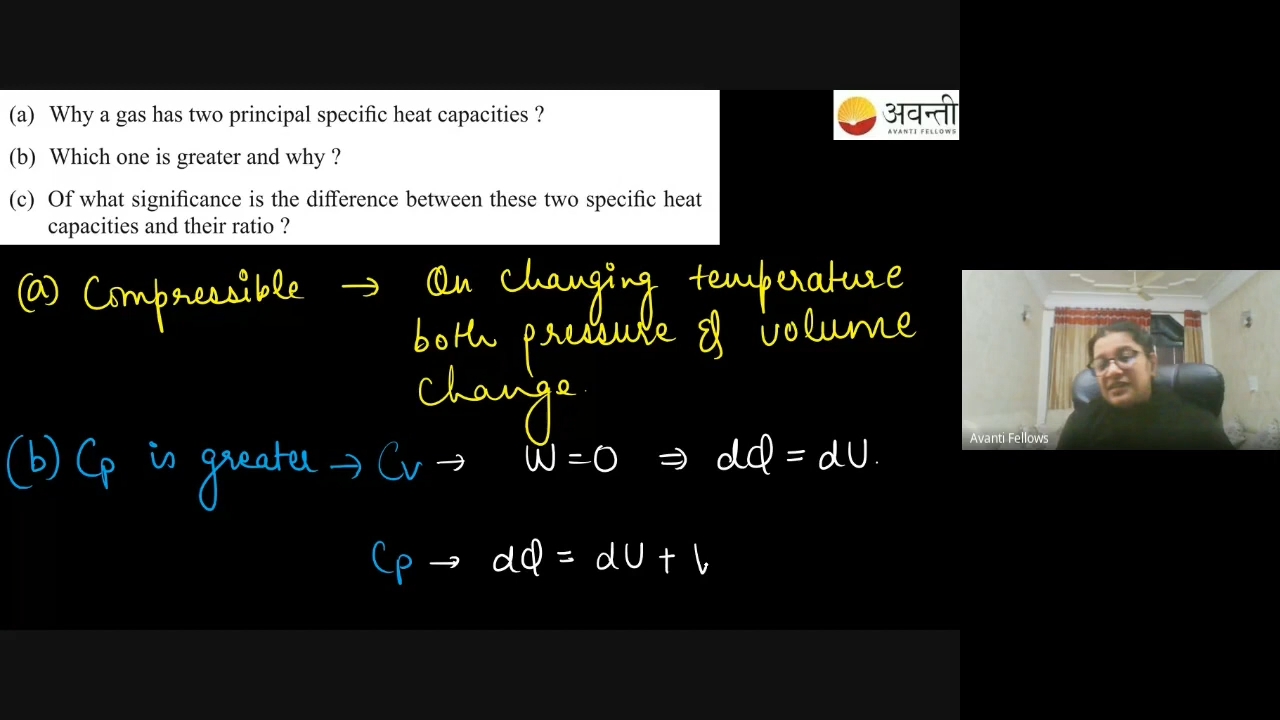 (a) Why a gas has two principal specific heat capacities ?
(b) Which one is greater and why ?
(c) Of what significance is the difference between these two specific heat
capacities and their ratio ?
अवन्ती
AVANTI FELLOWS
(a) Compressible → On changing temperature
both pressure & volume
change.
(b) Cp is greater → Cv → W = 0 ⇒ dQ = dU.
Cp → dQ = dU +
Avanti Fellows